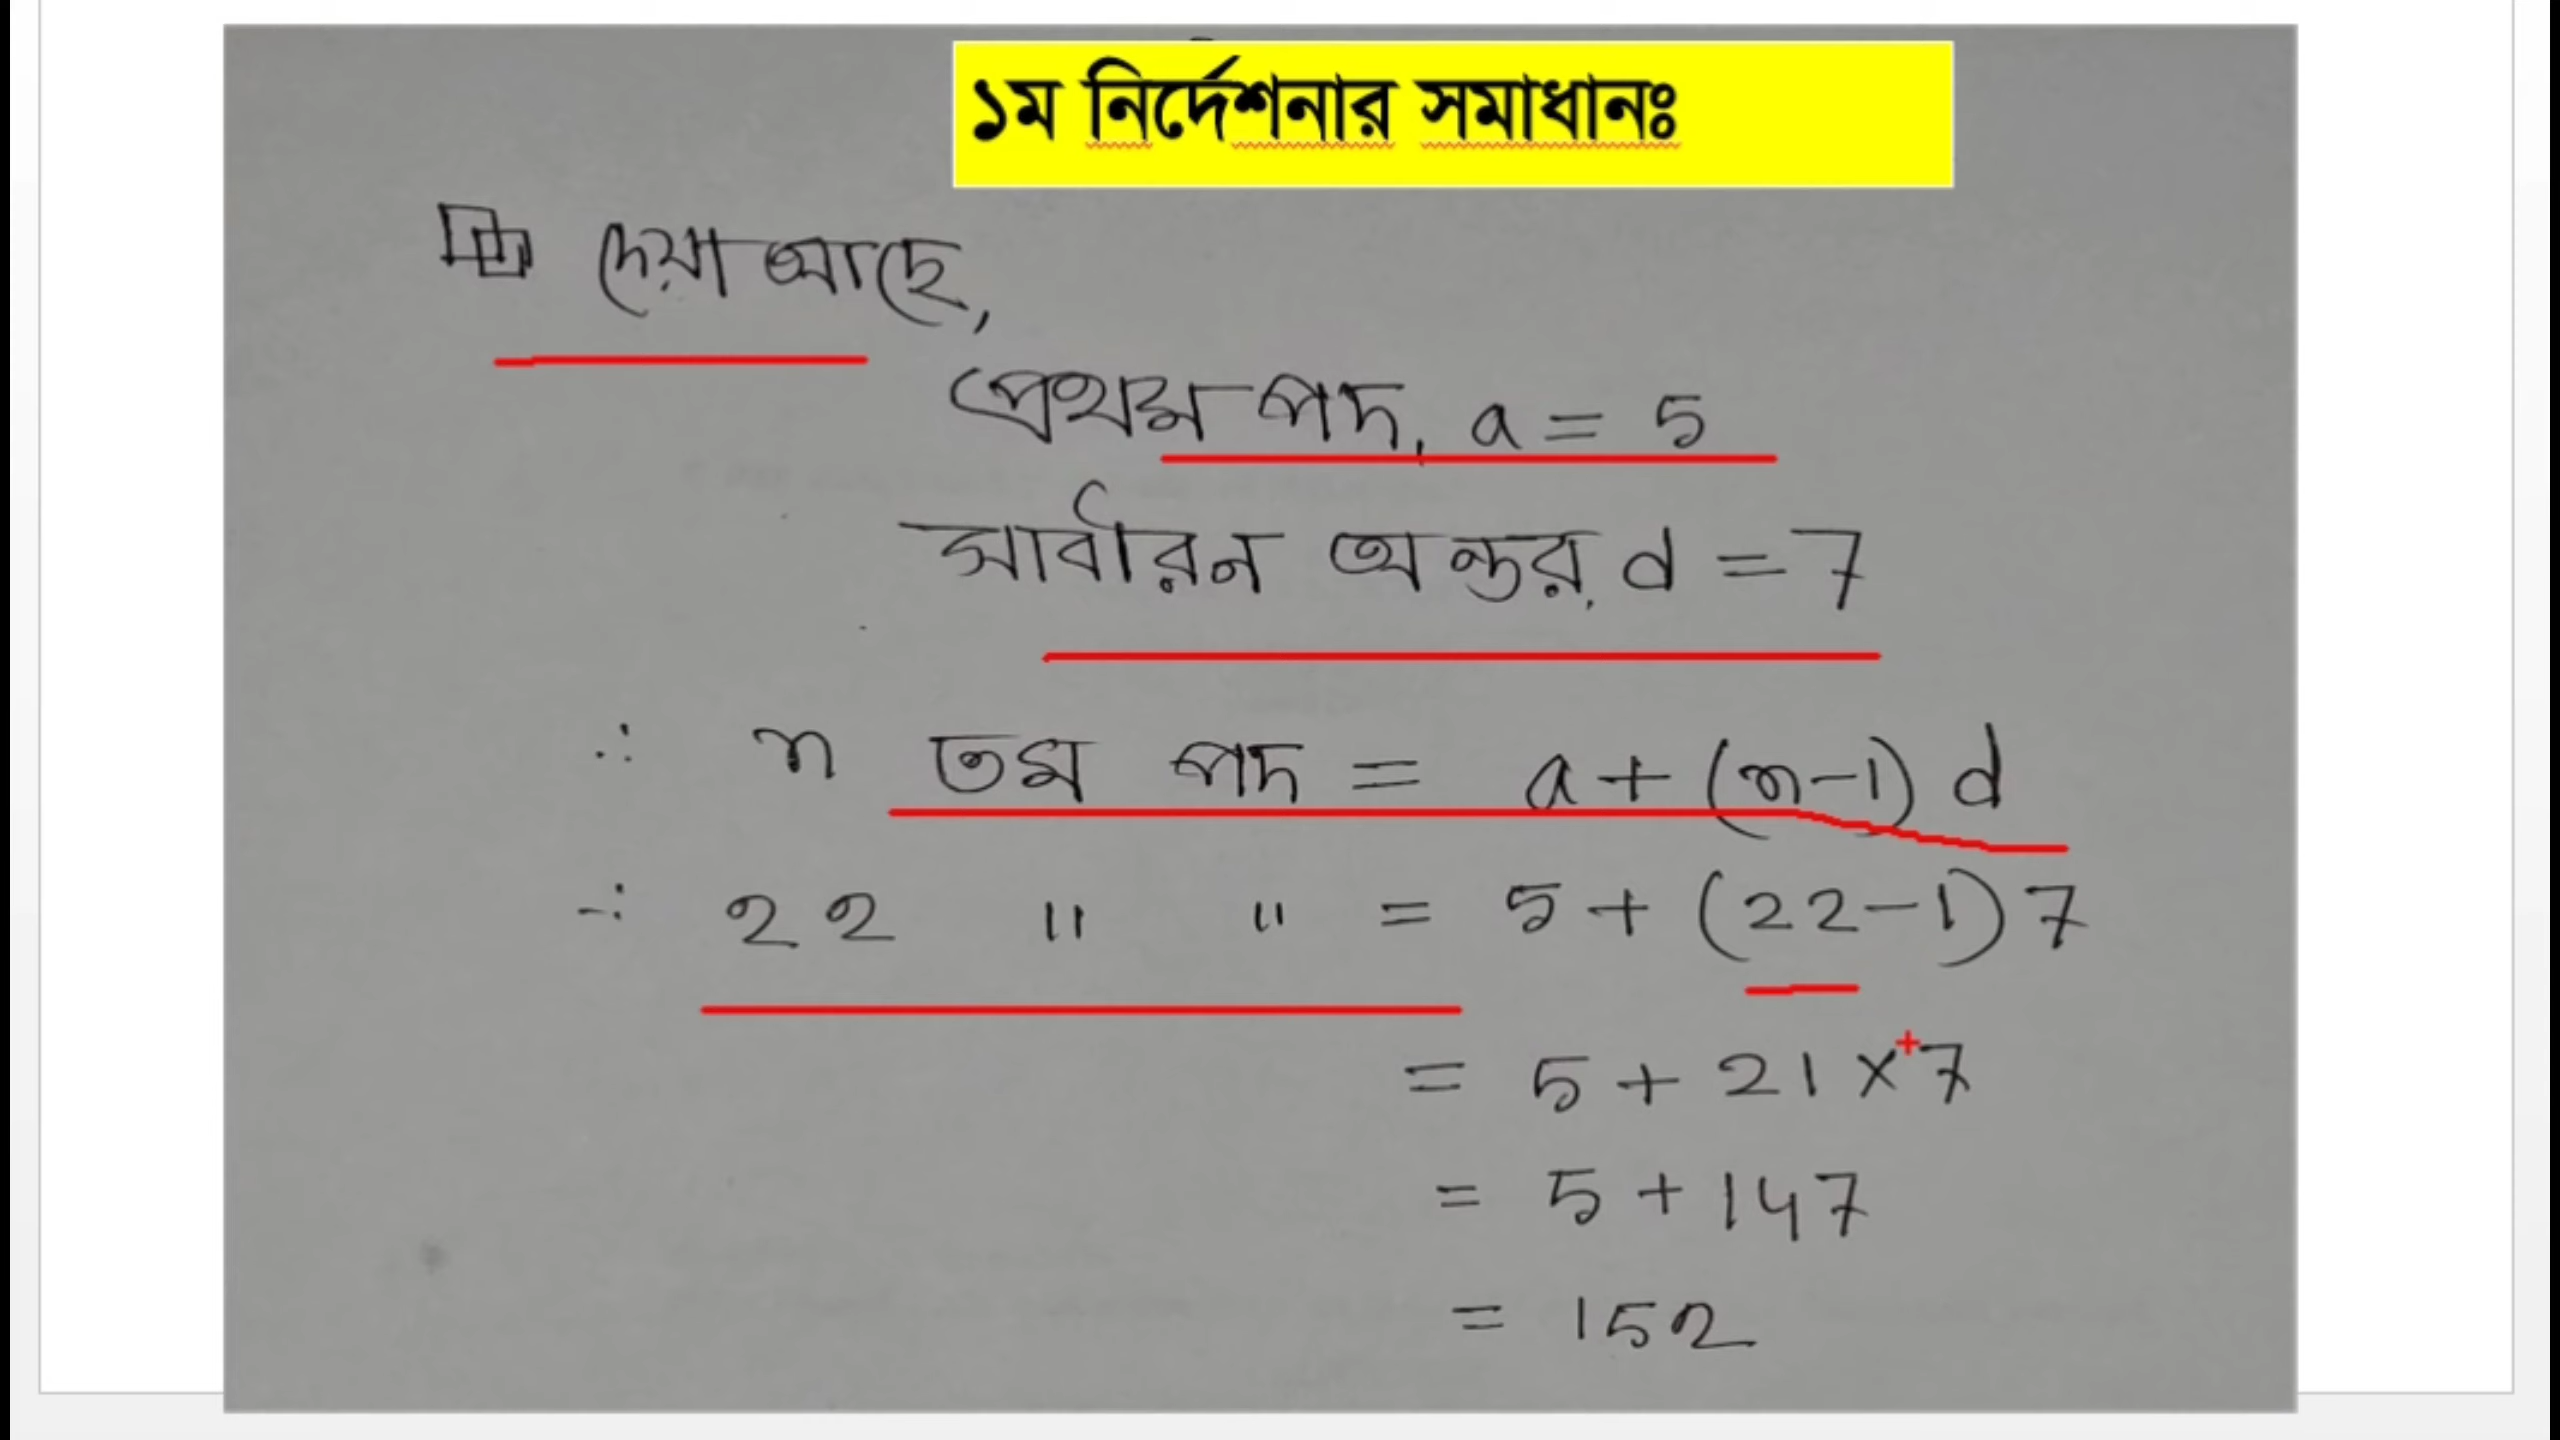 ১ম নির্দেশনার সমাধানঃ
দেয়া আছে,
প্রথম পদ, a = 5
সার্বারন অন্তর, d = 7
∴ n তম পদ = a + (n-1) d
∴ 22 " " = 5 + (22-1) 7
= 5 + 21 × 7
= 5 + 147
= 152